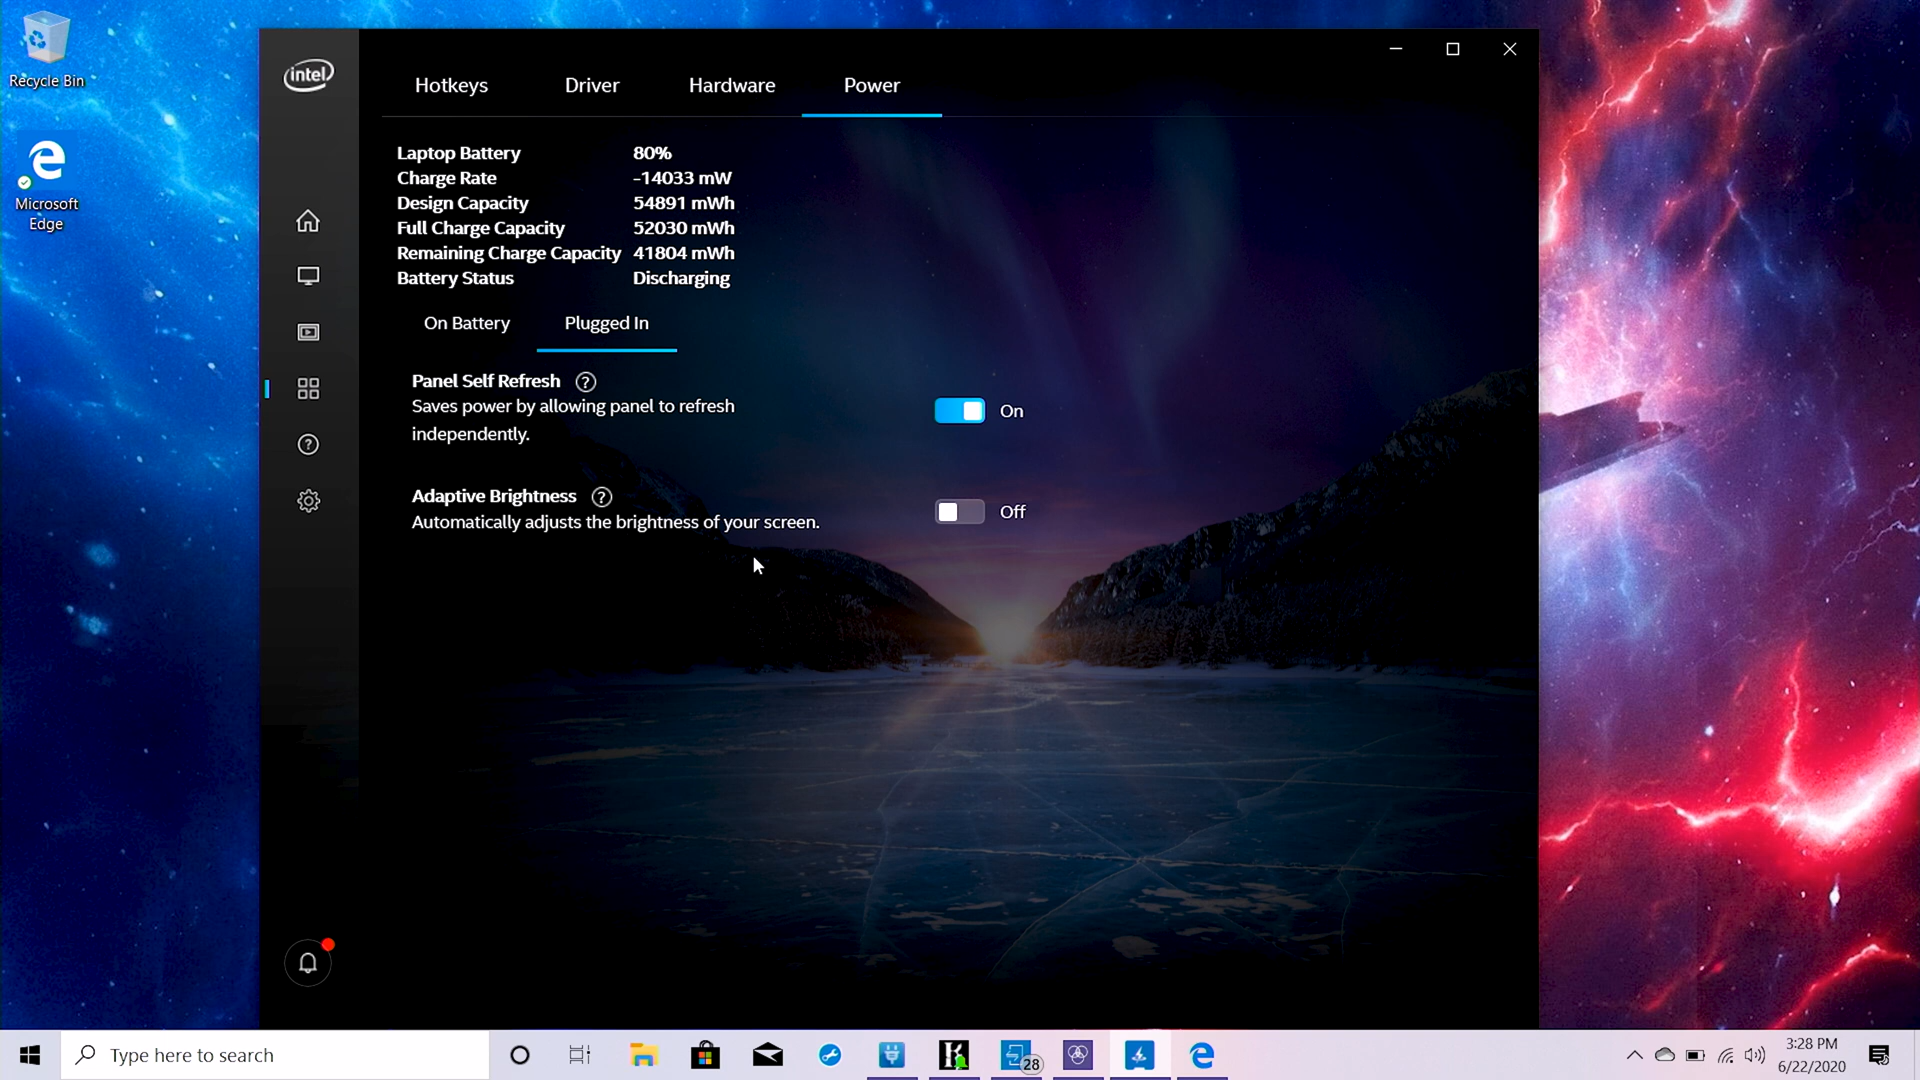 Recycle Bin
Microsoft
Edge
intel
Hotkeys Driver Hardware Power
Laptop Battery 80%
Charge Rate -14033 mW
Design Capacity 54891 mWh
Full Charge Capacity 52030 mWh
Remaining Charge Capacity 41804 mWh
Battery Status Discharging
On Battery Plugged In
Panel Self Refresh ?
Saves power by allowing panel to refresh
independently.
On
Adaptive Brightness ?
Automatically adjusts the brightness of your screen.
Off
Type here to search
28
3:28 PM
6/22/2020